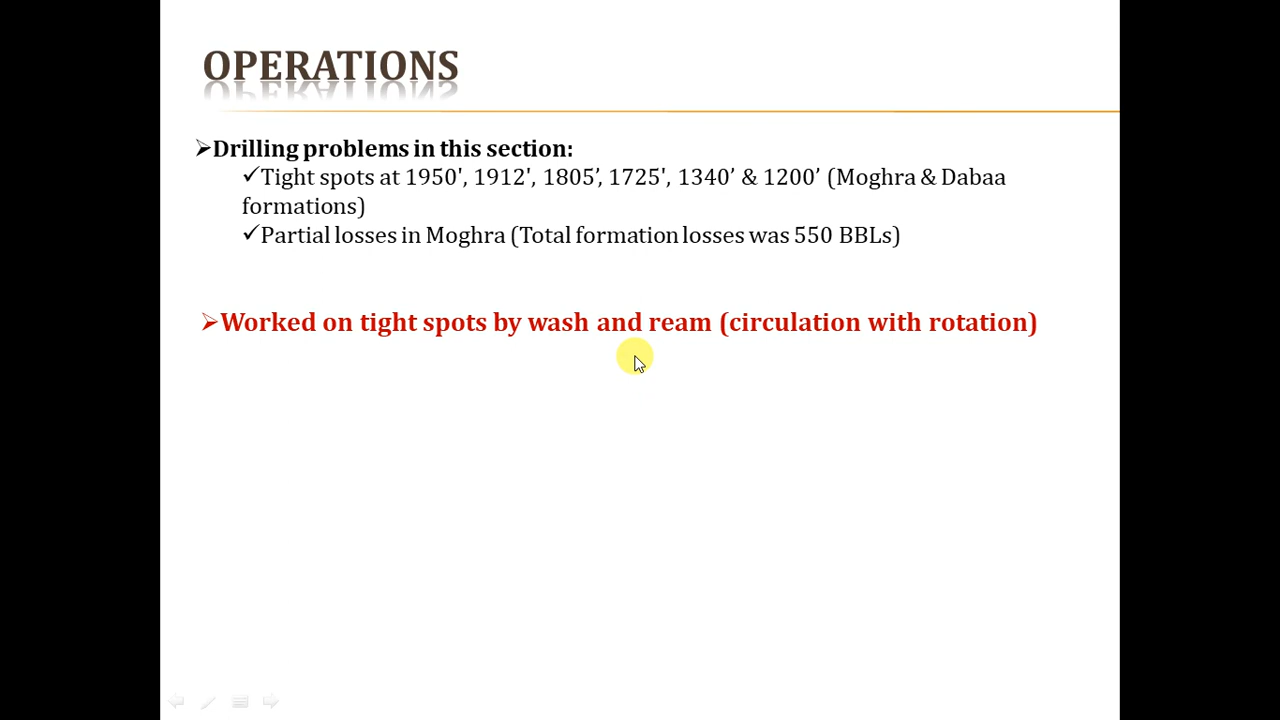 OPERATIONS
➢Drilling problems in this section:
✓Tight spots at 1950', 1912', 1805’, 1725', 1340’ & 1200’ (Moghra & Dabaa
formations)
✓Partial losses in Moghra (Total formation losses was 550 BBLs)
➢Worked on tight spots by wash and ream (circulation with rotation)